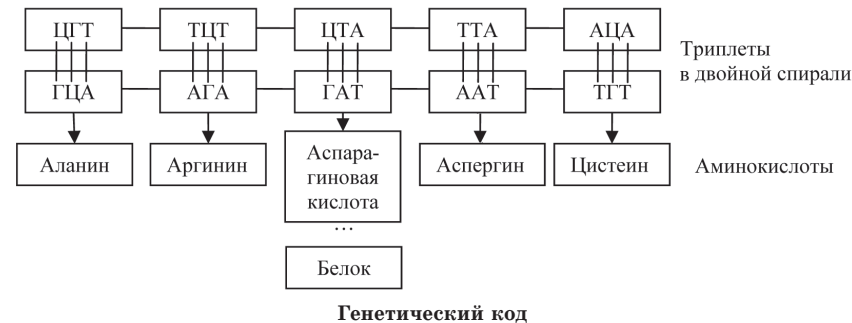 ЦГТ ТЦТ ЦТА ТТА АЦА
Триплеты
в двойной спирали
ГЦА АГА ГАТ ААТ ТГТ
Аланин Аргинин Аспара-
гиновая
кислота Аспергин Цистеин Аминокислоты
...
Белок
Генетический код